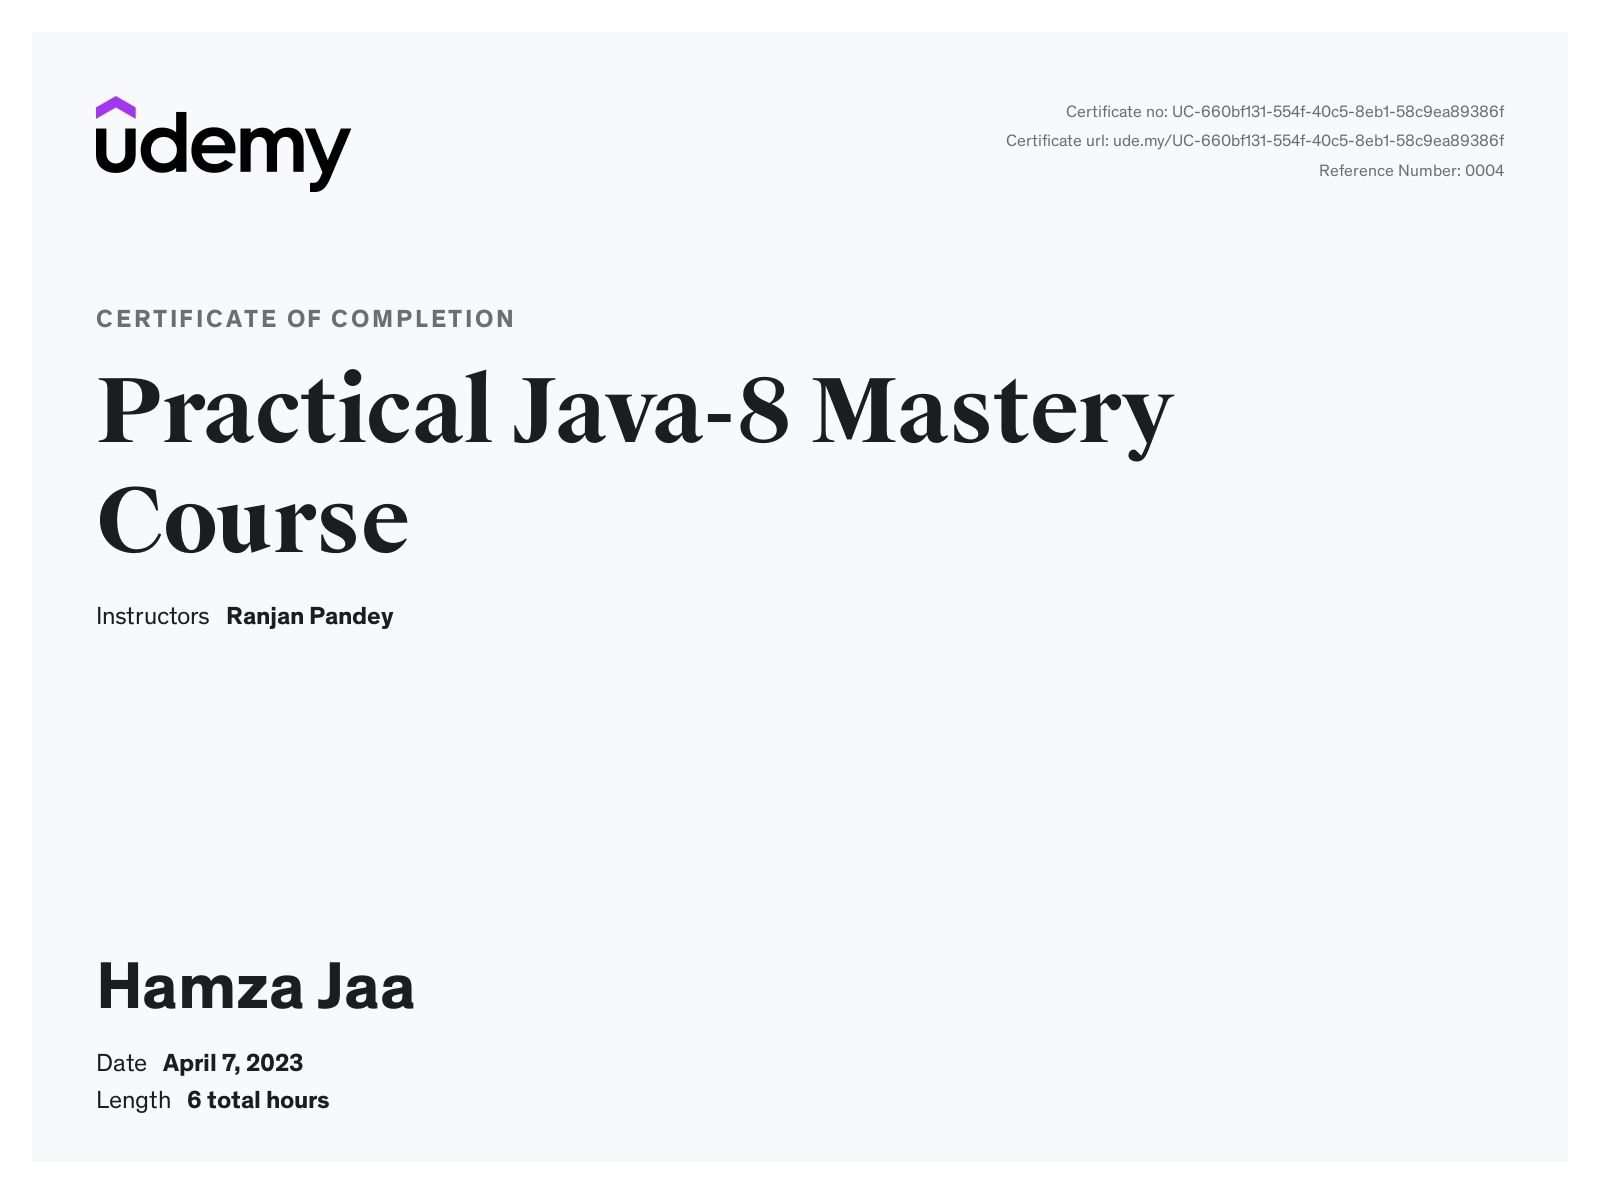 udemy
Certificate no: UC-660bf131-554f-40c5-8eb1-58c9ea89386f
Certificate url: ude.my/UC-660bf131-554f-40c5-8eb1-58c9ea89386f
Reference Number: 0004
CERTIFICATE OF COMPLETION
Practical Java-8 Mastery
Course
Instructors Ranjan Pandey
Hamza Jaa
Date April 7, 2023
Length 6 total hours